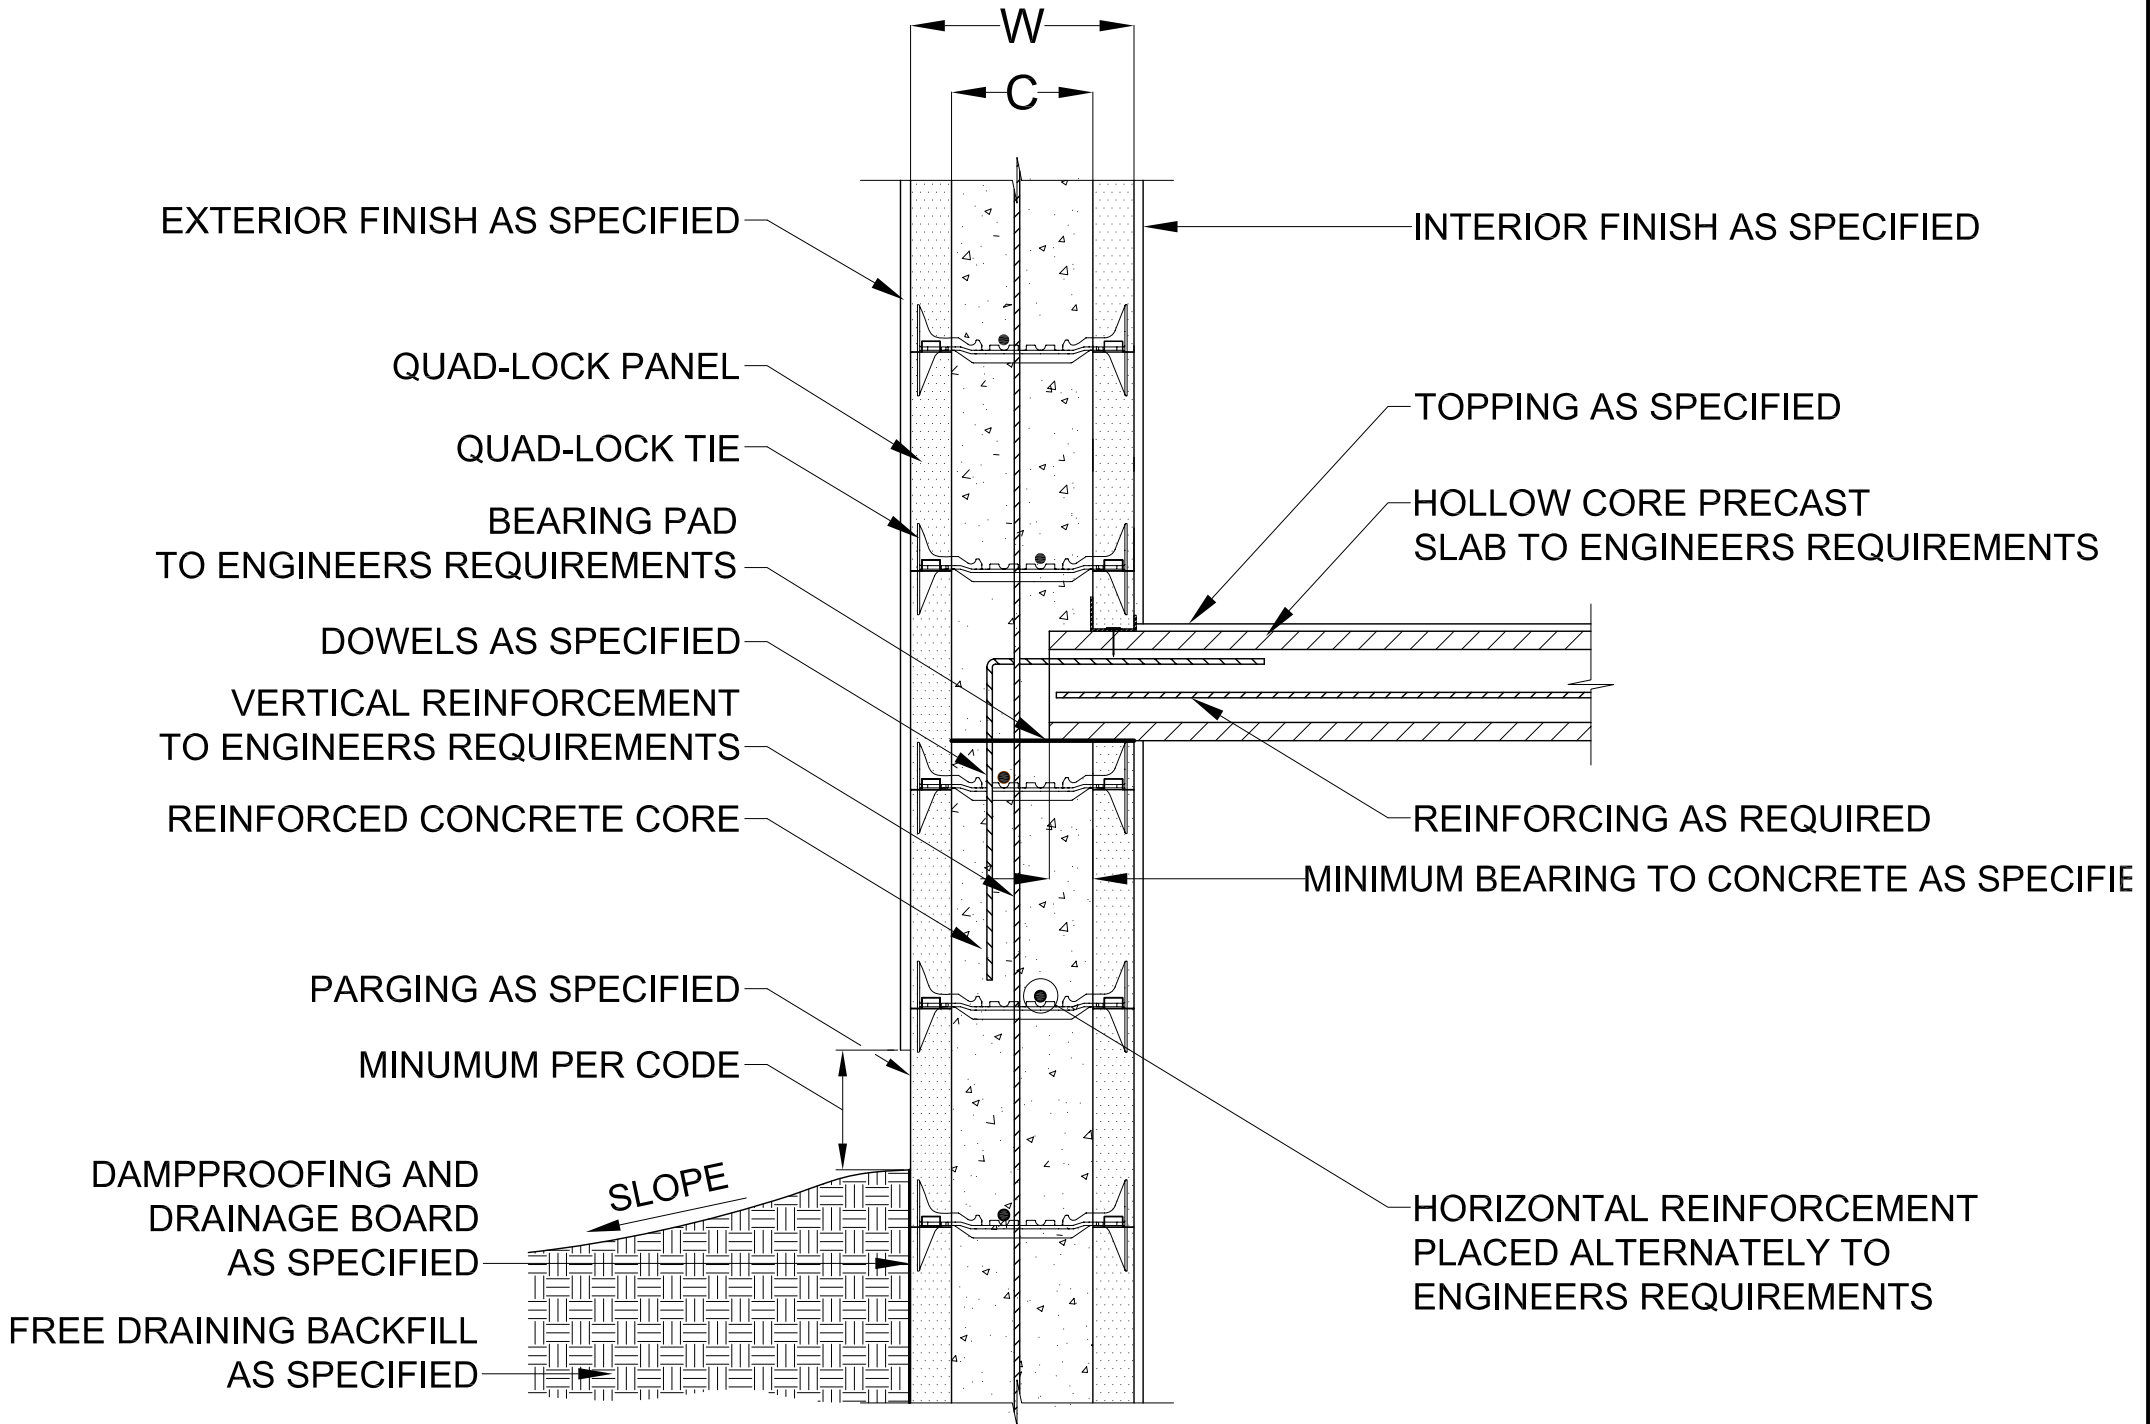 W
C
EXTERIOR FINISH AS SPECIFIED
QUAD-LOCK PANEL
QUAD-LOCK TIE
BEARING PAD
TO ENGINEERS REQUIREMENTS
DOWELS AS SPECIFIED
VERTICAL REINFORCEMENT
TO ENGINEERS REQUIREMENTS
REINFORCED CONCRETE CORE
PARGING AS SPECIFIED
MINUMUM PER CODE
DAMPPROOFING AND
DRAINAGE BOARD
AS SPECIFIED
SLOPE
FREE DRAINING BACKFILL
AS SPECIFIED
INTERIOR FINISH AS SPECIFIED
TOPPING AS SPECIFIED
HOLLOW CORE PRECAST
SLAB TO ENGINEERS REQUIREMENTS
REINFORCING AS REQUIRED
MINIMUM BEARING TO CONCRETE AS SPECIFIE
HORIZONTAL REINFORCEMENT
PLACED ALTERNATELY TO
ENGINEERS REQUIREMENTS